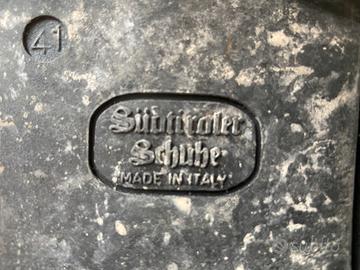 41
Südtiroler
Schuhe
MADE IN ITALY